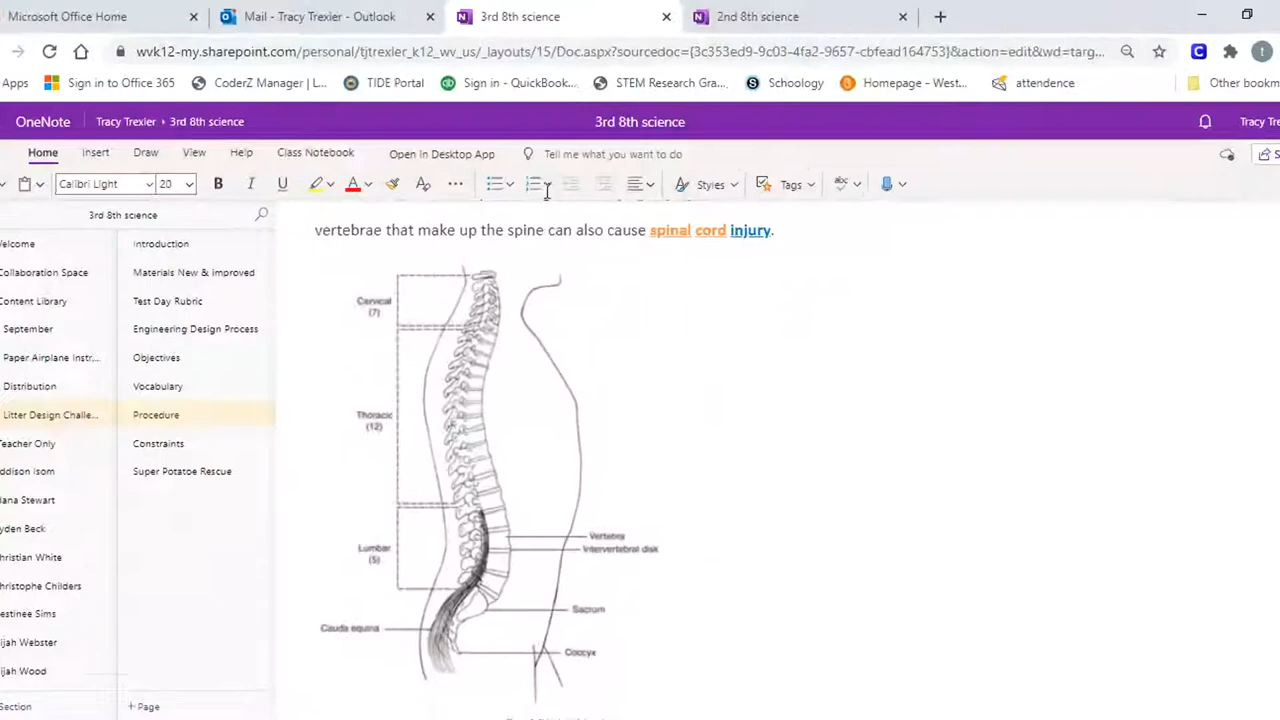 Microsoft Office Home
Mail - Tracy Trexler - Outlook
3rd 8th science
2nd 8th science
wvk12-my.sharepoint.com/personal/tjtrexler_k12_wv_us/_layouts/15/Doc.aspx?sourcedoc={3c353ed9-9c03-4fa2-9657-cbfead164753}&action=edit&wd=targ...
Apps
Sign in to Office 365
CoderZ Manager | L...
TIDE Portal
Sign in - QuickBook...
STEM Research Gra...
Schoology
Homepage - West...
attendence
Other bookm
OneNote
Tracy Trexler › 3rd 8th science
3rd 8th science
Tracy Tre
Home
Insert
Draw
View
Help
Class Notebook
Open in Desktop App
Tell me what you want to do
S
Calibri Light
20
B
I
U
A
Styles
Tags
abc
3rd 8th science
elcome
Collaboration Space
Content Library
September
Paper Airplane Instr...
Distribution
Litter Design Challe...
Teacher Only
ddison Isom
iana Stewart
yden Beck
hristian White
hristophe Childers
estinee Sims
lijah Webster
ijah Wood
Section
Introduction
Materials New & improved
Test Day Rubric
Engineering Design Process
Objectives
Vocabulary
Procedure
Constraints
Super Potatoe Rescue
+ Page
vertebrae that make up the spine can also cause spinal cord injury.
Cervical
(7)
Thoracic
(12)
Lumbar
(5)
Cauda equina
Vertebra
Intervertebral disk
Sacrum
Coccyx